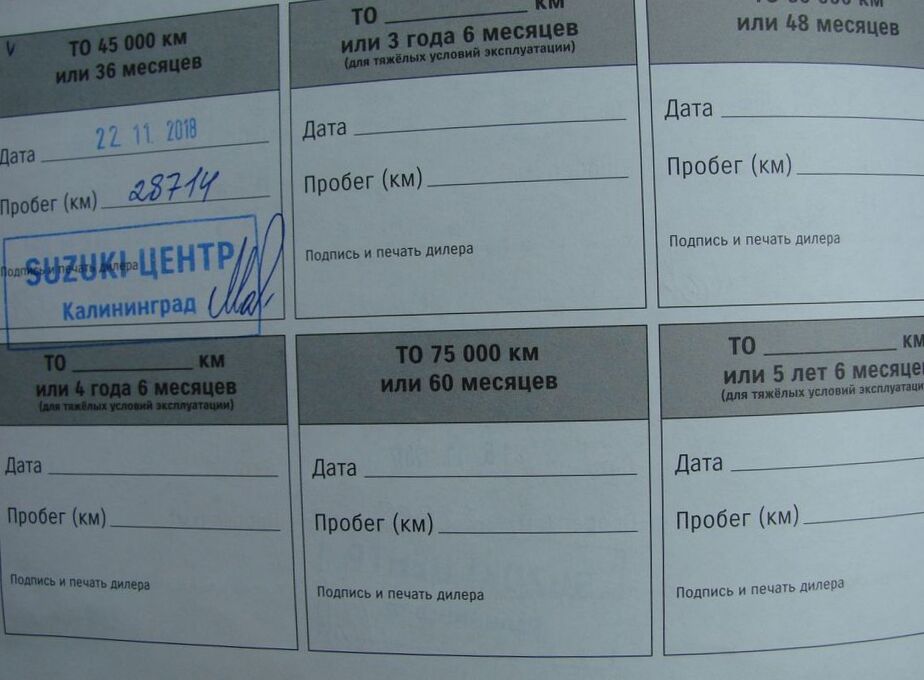 V
ТО 45 000 км
или 36 месяцев
Дата 22 11. 2018
Пробег (км) 28714
Подпись и печать дилера
SUZUKI ЦЕНТР
Калининград
ТО ____________ км
или 3 года 6 месяцев
(для тяжёлых условий эксплуатации)
Дата
Пробег (км)
Подпись и печать дилера
или 48 месяцев
Дата
Пробег (км)
Подпись и печать дилера
ТО ____________ км
или 4 года 6 месяцев
(для тяжёлых условий эксплуатации)
Дата
Пробег (км)
Подпись и печать дилера
ТО 75 000 км
или 60 месяцев
Дата
Пробег (км)
Подпись и печать дилера
ТО ____________ км
или 5 лет 6 месяцев
(для тяжёлых условий эксплуатации
Дата
Пробег (км)
Подпись и печать дилера